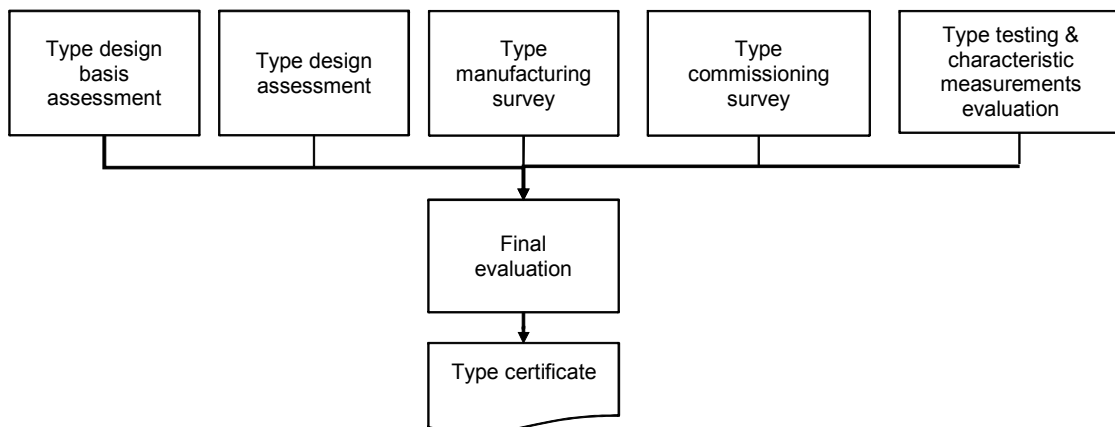 Type design
basis
assessment
Type design
assessment
Type
manufacturing
survey
Type
commissioning
survey
Type testing &
characteristic
measurements
evaluation
Final
evaluation
Type certificate